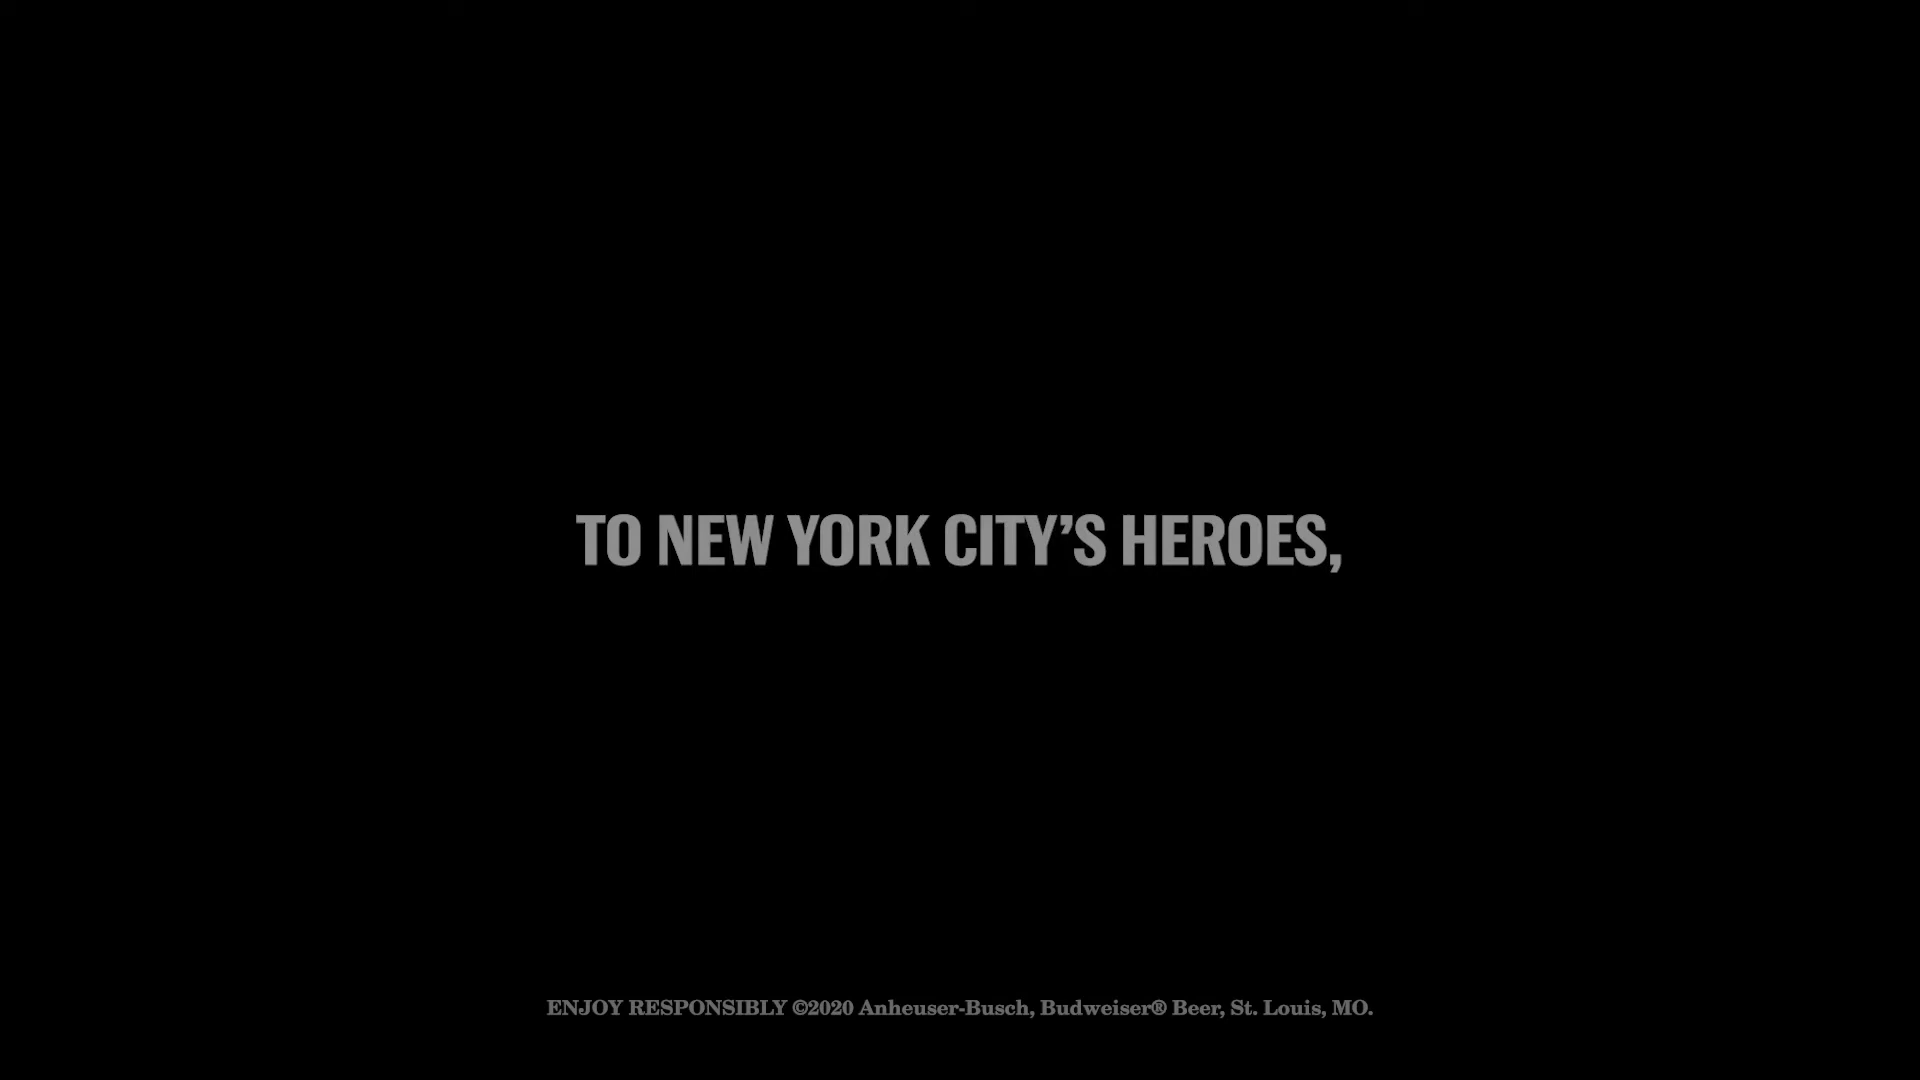 TO NEW YORK CITY’S HEROES,
ENJOY RESPONSIBLY ©2020 Anheuser-Busch, Budweiser® Beer, St. Louis, MO.